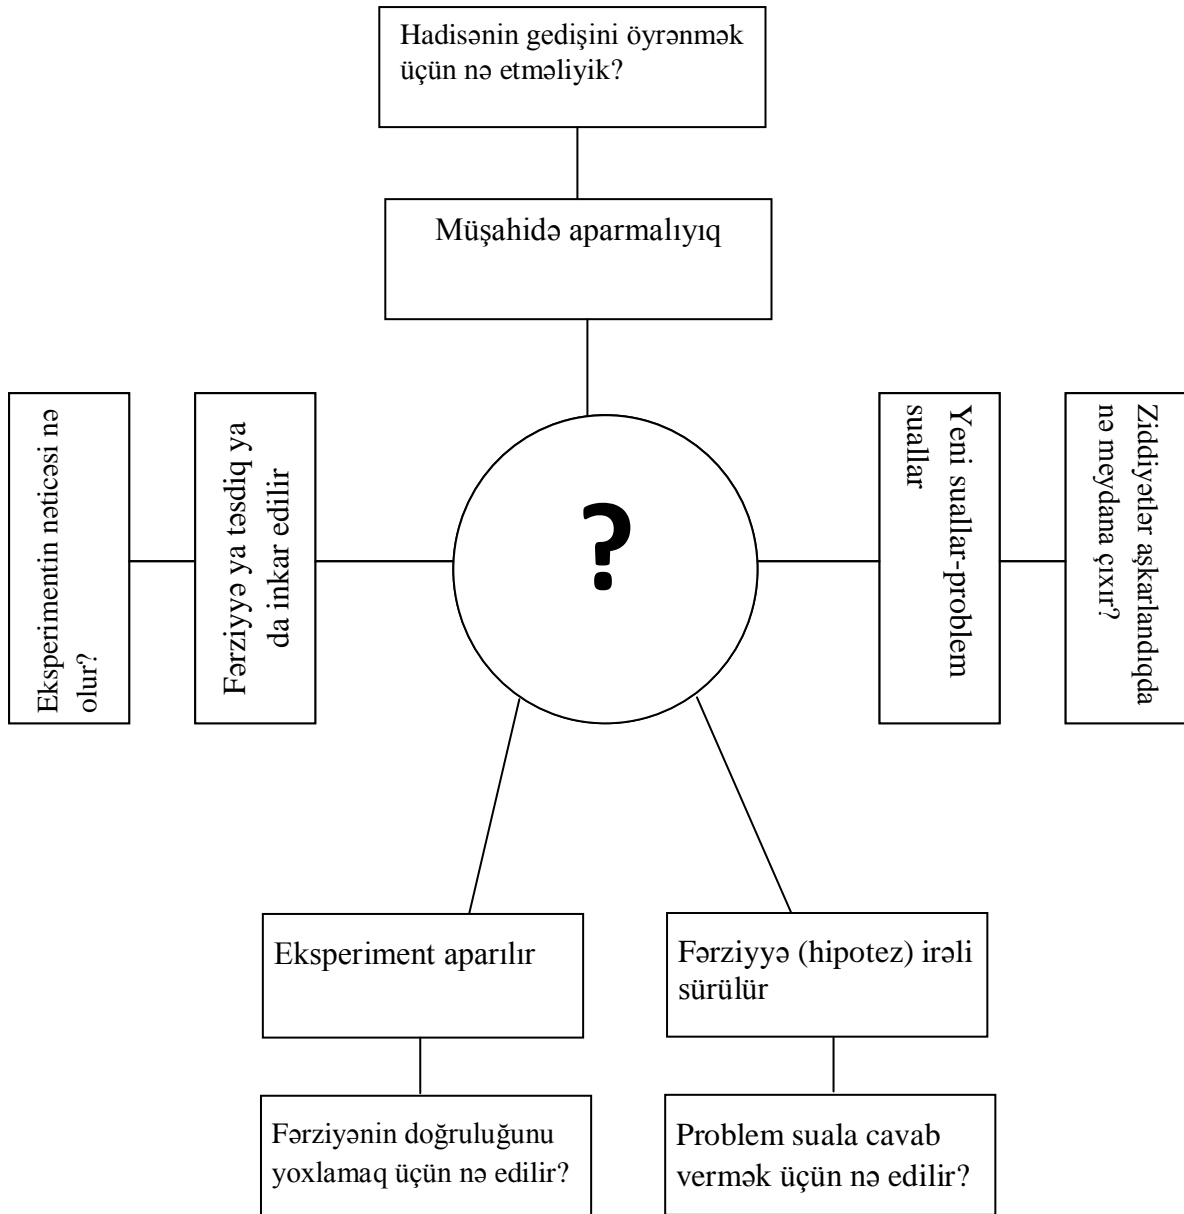 Hadisənin gedişini öyrənmək
üçün nə etməliyik?
Müşahidə aparmalıyıq
Eksperimentin nəticəsi nə
olur?
Fərziyyə ya təsdiq ya
da inkar edilir
?
Yeni suallar-problem
suallar
Ziddiyətlər aşkarlandıqda
nə meydana çıxır?
Eksperiment aparılır
Fərziyyə (hipotez) irəli
sürülür
Fərziyənin doğruluğunu
yoxlamaq üçün nə edilir?
Problem suala cavab
vermək üçün nə edilir?